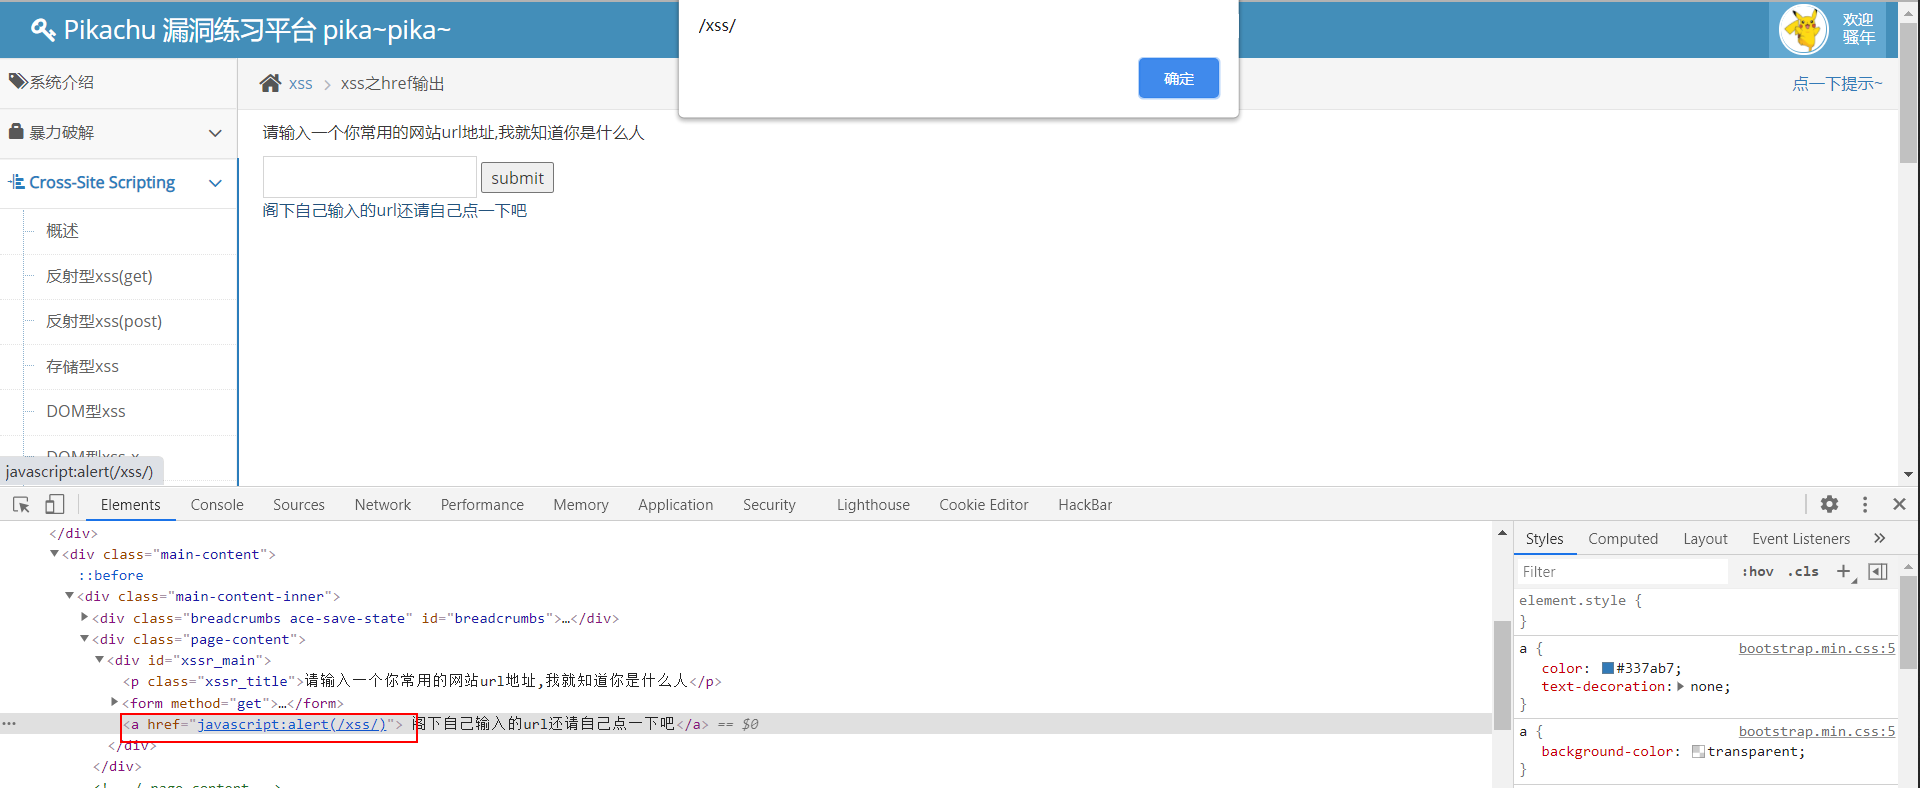 Pikachu 漏洞练习平台 pika~pika~
/xss/
确定
欢迎
骚年
系统介绍
xss
xss之href输出
点一下提示~
暴力破解
请输入一个你常用的网站url地址,我就知道你是什么人
submit
Cross-Site Scripting
阁下自己输入的url还请自己点一下吧
概述
反射型xss(get)
反射型xss(post)
存储型xss
DOM型xss
DOM型xss-x
javascript:alert(/xss/)
Elements Console Sources Network Performance Memory Application Security Lighthouse Cookie Editor HackBar
</div>
<div class="main-content">
::before
<div class="main-content-inner">
<div class="breadcrumbs ace-save-state" id="breadcrumbs">…</div>
<div class="page-content">
<div id="xssr_main">
<p class="xssr_title">请输入一个你常用的网站url地址,我就知道你是什么人</p>
<form method="get">…</form>
<a href="javascript:alert(/xss/)"> 阁下自己输入的url还请自己点一下吧</a> == $0
</div>
</div>
Styles Computed Layout Event Listeners »
Filter :hov .cls +
element.style {
}
a { bootstrap.min.css:5
color: #337ab7;
text-decoration: none;
}
a { bootstrap.min.css:5
background-color: transparent;
}